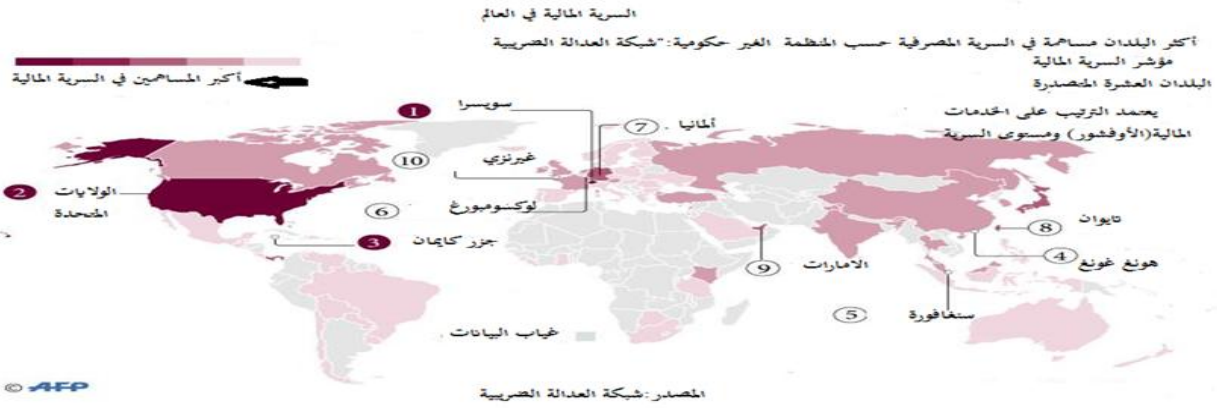 السرية المالية في العالم
أكثر البلدان مساهمة في السرية المصرفية حسب المنظمة الغير حكومية:"شبكة العدالة الضريبية
مؤشر السرية المالية
أكبر المساهمين في السرية المالية
البلدان العشرة المتصدرة
يعتمد الترتيب على الخدمات
المالية(الأوفشور) ومستوى السرية
1 سويسرا
7 ألمانيا
10 غيرنزي
2 الولايات
المتحدة
6 لوكسومبورغ
8 تايوان
3 جزر كايمان
9 الامارات
4 هونغ غونغ
5 سنغافورة
غياب البيانات
© AFP
المصدر:شبكة العدالة الضريبية